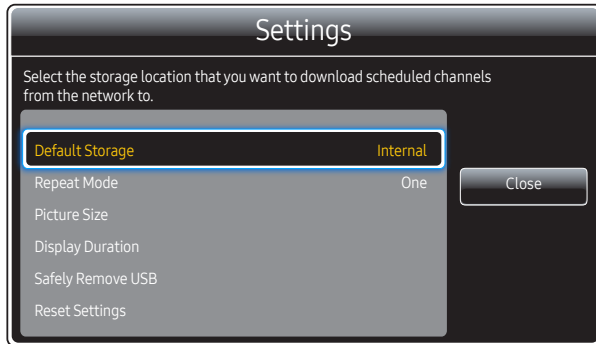 Settings
Select the storage location that you want to download scheduled channels
from the network to.
Default Storage Internal
Repeat Mode One
Close
Picture Size
Display Duration
Safely Remove USB
Reset Settings